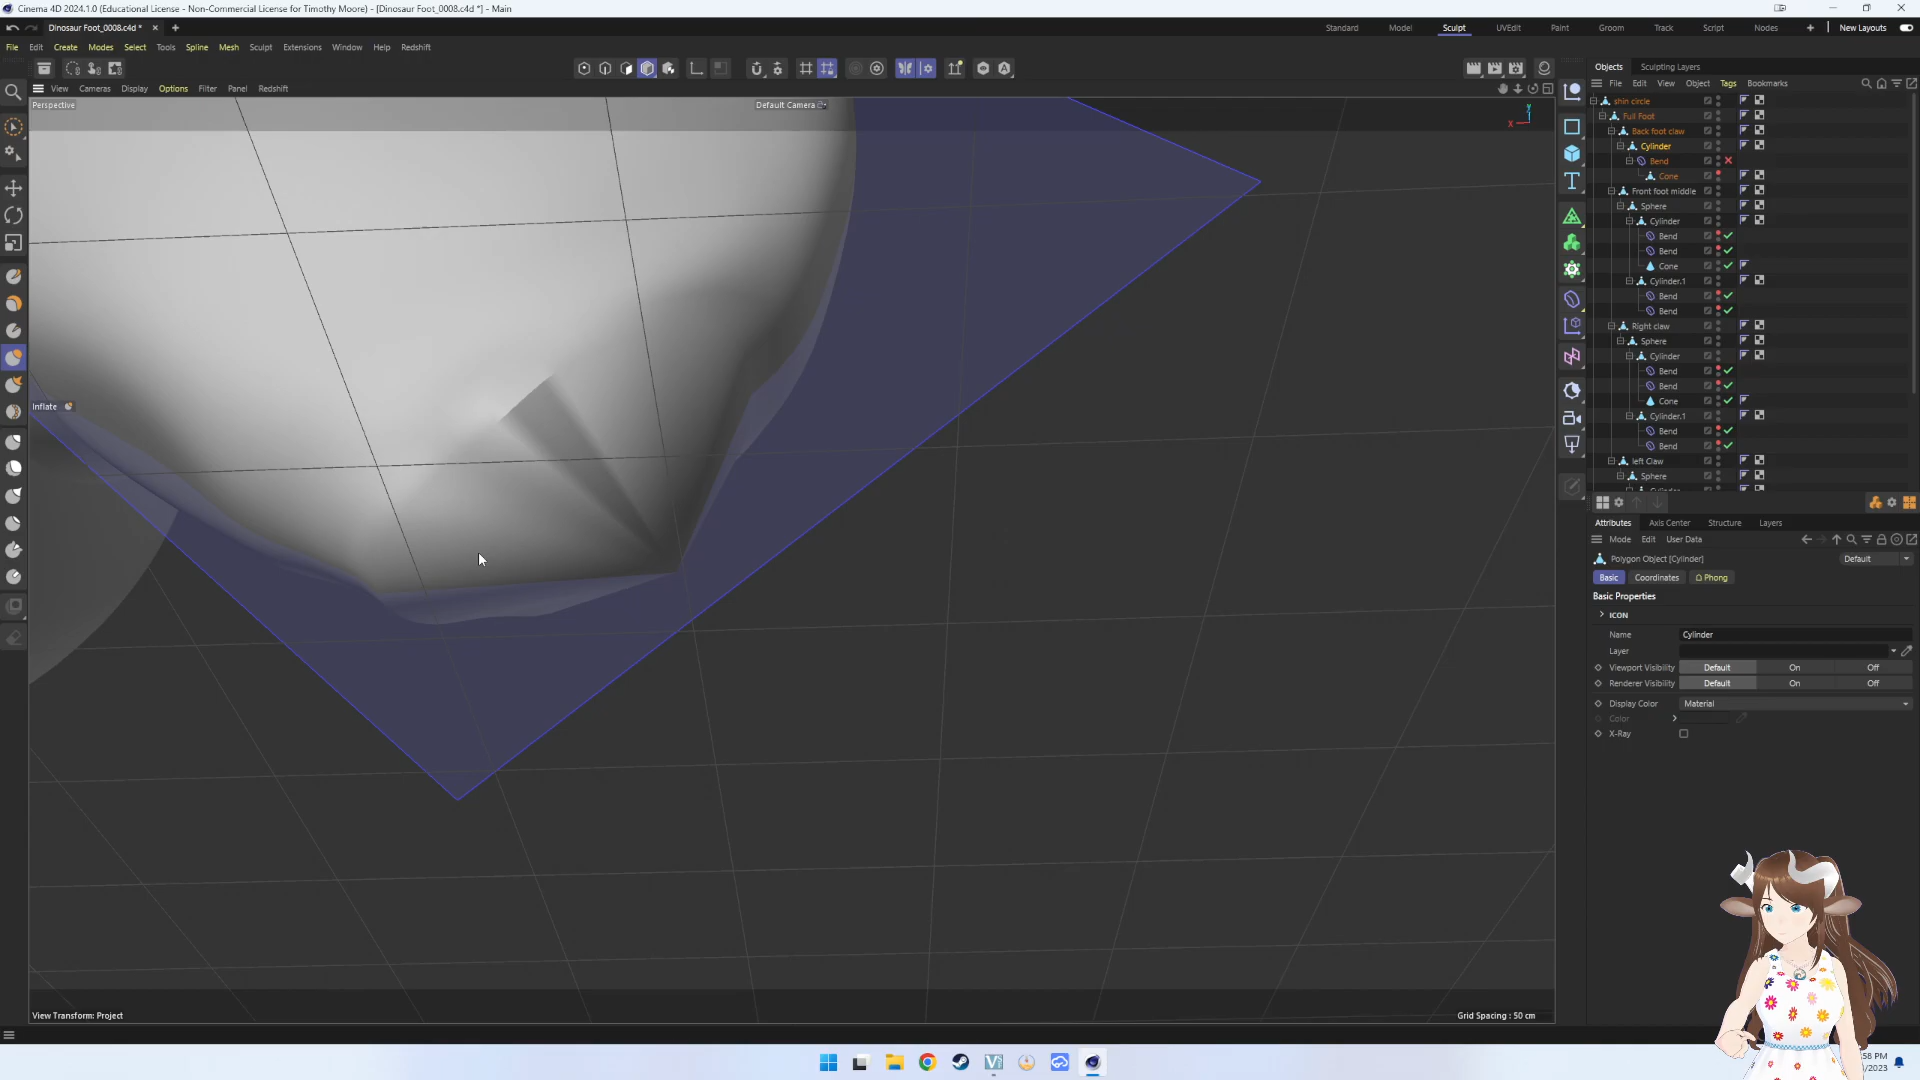 Cinema 4D 2024.1.0 (Educational License - Non-Commercial License for Timothy Moore) - [Dinosaur Foot_0008.c4d *] - Main
Dinosaur Foot_0008.c4d *
Standard Model Sculpt UVEdit Paint Groom Track Script Nodes New Layouts
File Edit Create Modes Select Tools Spline Mesh Sculpt Extensions Window Help Redshift
Objects Sculpting Layers
File Edit View Object Tags Bookmarks
View Cameras Display Options Filter Panel Redshift
Perspective
Default Camera
Y
X
Inflate
shin circle
Full Foot
Back foot claw
Cylinder
Bend
Cone
Front foot middle
Sphere
Cylinder
Bend
Bend
Cone
Cylinder.1
Bend
Bend
Right claw
Sphere
Cylinder
Bend
Bend
Cone
Cylinder.1
Bend
Bend
left Claw
Sphere
Cylinder
Attributes Axis Center Structure Layers
Mode Edit User Data
Polygon Object [Cylinder]
Default
Basic Coordinates Phong
Basic Properties
ICON
Name Cylinder
Layer
Viewport Visibility Default On Off
Renderer Visibility Default On Off
Display Color Material
Color
X-Ray
View Transform: Project
Grid Spacing : 50 cm
58 PM
/2023